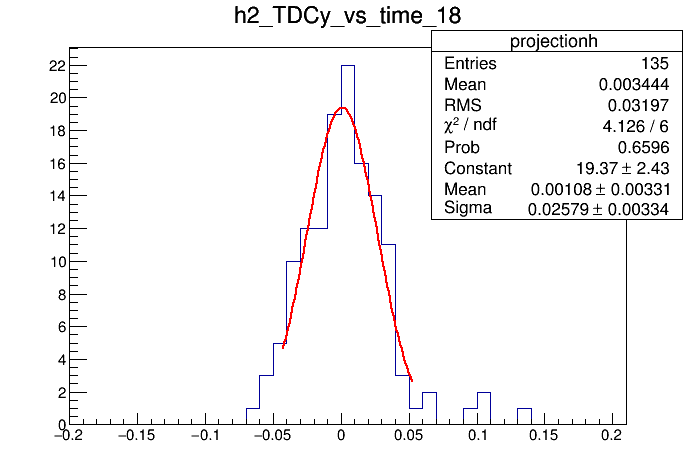 h2_TDCy_vs_time_18
projectionh
Entries 135
Mean 0.003444
RMS 0.03197
χ² / ndf 4.126 / 6
Prob 0.6596
Constant 19.37 ± 2.43
Mean 0.00108 ± 0.00331
Sigma 0.02579 ± 0.00334
22
20
18
16
14
12
10
8
6
4
2
0
−0.2 −0.15 −0.1 −0.05 0 0.05 0.1 0.15 0.2